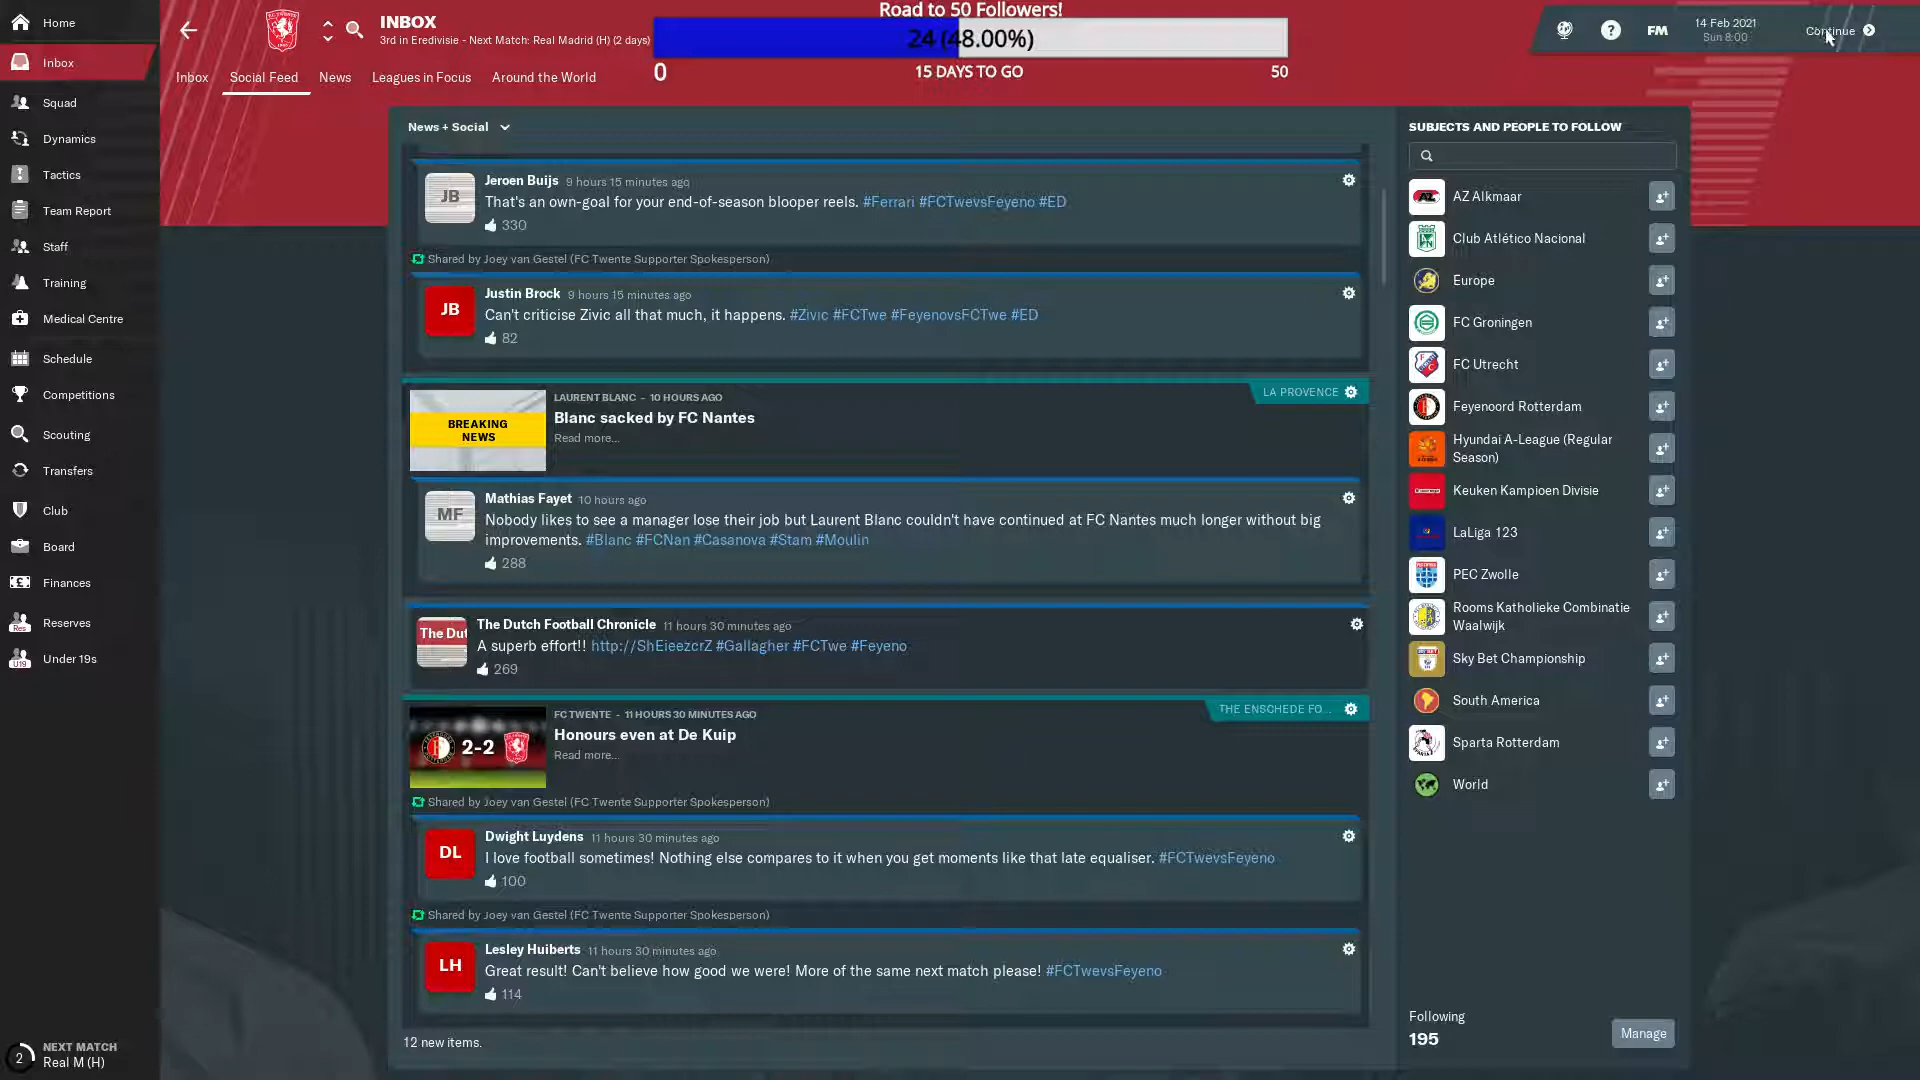 Home
Inbox
Squad
Dynamics
Tactics
Team Report
Staff
Training
Medical Centre
Schedule
Competitions
Scouting
Transfers
Club
Board
Finances
Res
Reserves
U19
Under 19s
2
NEXT MATCH
Real M (H)
INBOX
3rd in Eredivisie - Next Match: Real Madrid (H) (2 days)
Inbox Social Feed News Leagues in Focus Around the World
Road to 50 Followers!
24 (48.00%)
0 15 DAYS TO GO 50
? FM
14 Feb 2021
Sun 8:00
Continue
News + Social
JB
Jeroen Buijs 9 hours 15 minutes ago
That's an own-goal for your end-of-season blooper reels. #Ferrari #FCTwevsFeyeno #ED
330
Shared by Joey van Gestel (FC Twente Supporter Spokesperson)
JB
Justin Brock 9 hours 15 minutes ago
Can't criticise Zivic all that much, it happens. #Zivic #FCTwe #FeyenovsFCTwe #ED
82
BREAKING
NEWS
LAURENT BLANC - 10 HOURS AGO
LA PROVENCE
Blanc sacked by FC Nantes
Read more...
MF
Mathias Fayet 10 hours ago
Nobody likes to see a manager lose their job but Laurent Blanc couldn't have continued at FC Nantes much longer without big
improvements. #Blanc #FCNan #Casanova #Stam #Moulin
288
The Dut
The Dutch Football Chronicle 11 hours 30 minutes ago
A superb effort!! http://ShEieezcrZ #Gallagher #FCTwe #Feyeno
269
2-2
FC TWENTE - 11 HOURS 30 MINUTES AGO
THE ENSCHEDE FO...
Honours even at De Kuip
Read more...
Shared by Joey van Gestel (FC Twente Supporter Spokesperson)
DL
Dwight Luydens 11 hours 30 minutes ago
I love football sometimes! Nothing else compares to it when you get moments like that late equaliser. #FCTwevsFeyeno
100
Shared by Joey van Gestel (FC Twente Supporter Spokesperson)
LH
Lesley Huiberts 11 hours 30 minutes ago
Great result! Can't believe how good we were! More of the same next match please! #FCTwevsFeyeno
114
12 new items.
SUBJECTS AND PEOPLE TO FOLLOW
AZ Alkmaar
Club Atlético Nacional
Europe
FC Groningen
FC Utrecht
Feyenoord Rotterdam
Hyundai A-League (Regular
Season)
Keuken Kampioen Divisie
LaLiga 123
PEC Zwolle
Rooms Katholieke Combinatie
Waalwijk
Sky Bet Championship
South America
Sparta Rotterdam
World
Following
195
Manage